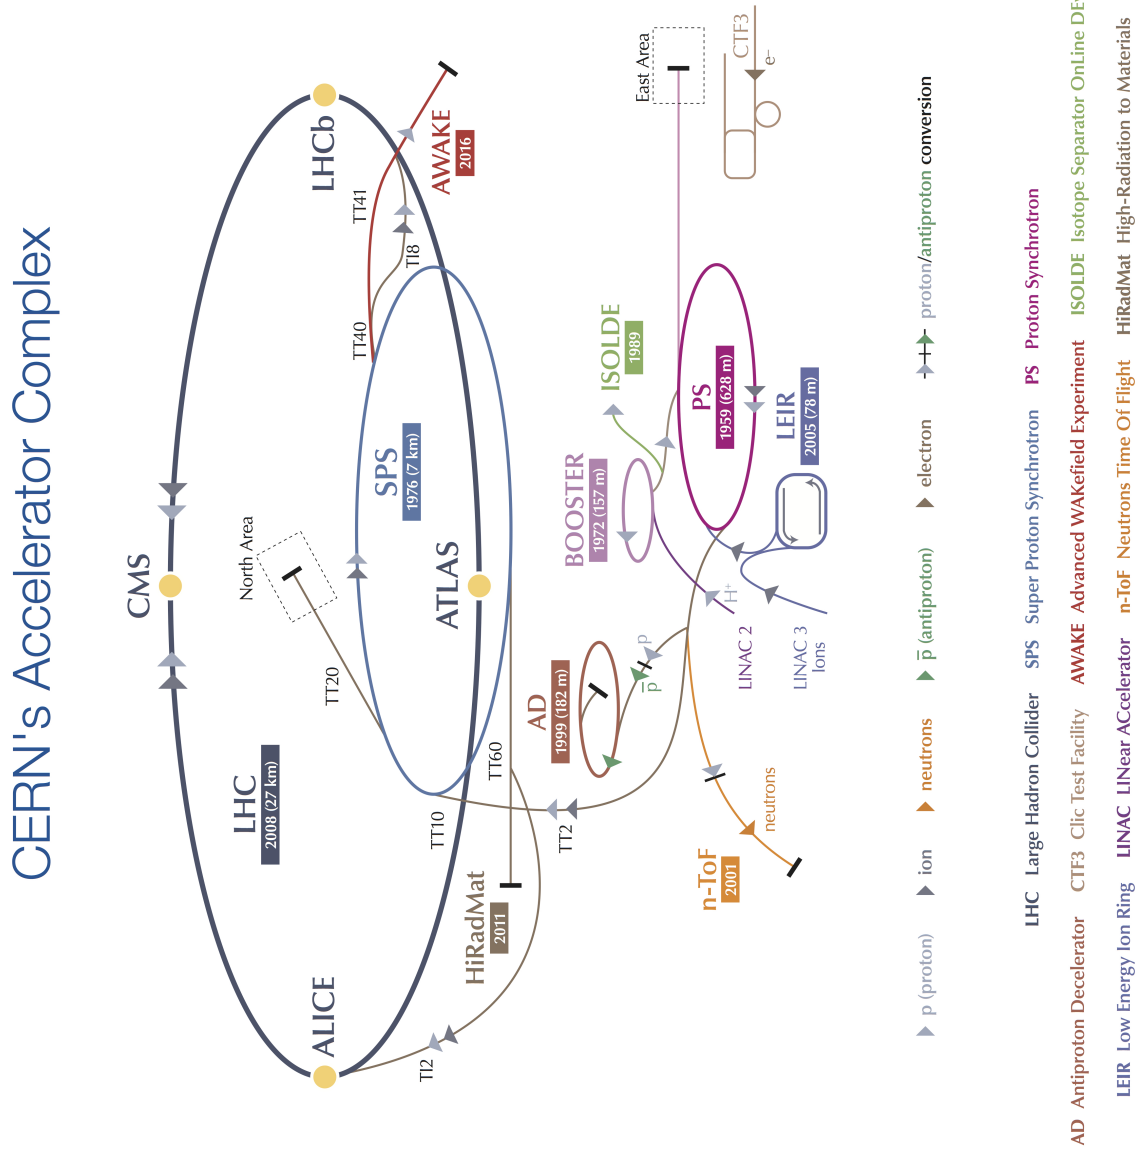 CERN's Accelerator Complex
CMS
LHC
2008 (27 km)
North Area
ALICE
LHCb
TT20
TT40
TT41
SPS
1976 (7 km)
TI8
TI2
TT10
ATLAS
AWAKE
2016
HiRadMat
2011
TT60
TT2
AD
1999 (182 m)
BOOSTER
1972 (157 m)
ISOLDE
1989
East Area
p
p̄
PS
1959 (628 m)
n-ToF
2001
neutrons
H+
LINAC 2
CTF3
e–
LEIR
2005 (78 m)
LINAC 3
Ions
p (proton) ion neutrons p̄ (antiproton) electron proton/antiproton conversion
LHC Large Hadron Collider SPS Super Proton Synchrotron PS Proton Synchrotron
AD Antiproton Decelerator CTF3 Clic Test Facility AWAKE Advanced WAKefield Experiment ISOLDE Isotope Separator OnLine
LEIR Low Energy Ion Ring LINAC LINear ACcelerator n-ToF Neutrons Time Of Flight HiRadMat High-Radiation to Materials